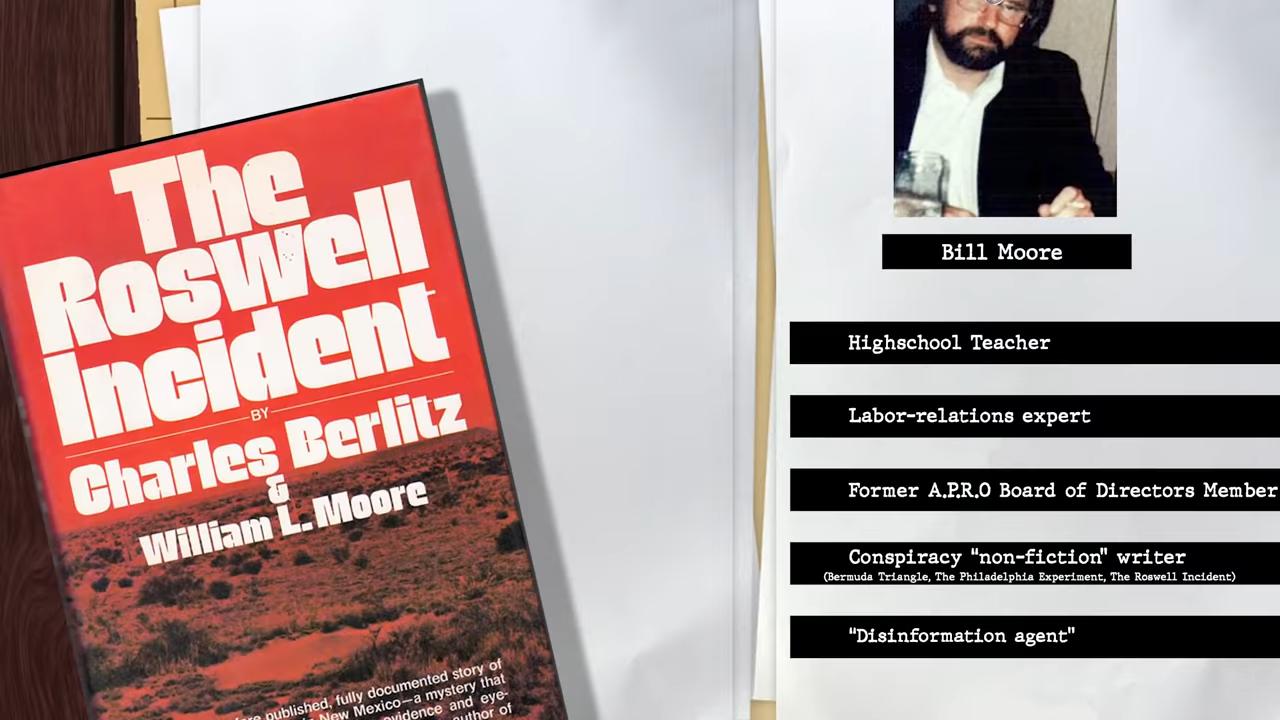 The
Roswell
Incident
BY
Charles Berlitz
&
William L. Moore
published, fully documented story of
New Mexico—a mystery that
evidence and eye-
author of
Bill Moore
Highschool Teacher
Labor-relations expert
Former A.P.R.O Board of Directors Member
Conspiracy “non-fiction” writer
(Bermuda Triangle, The Philadelphia Experiment, The Roswell Incident)
“Disinformation agent”